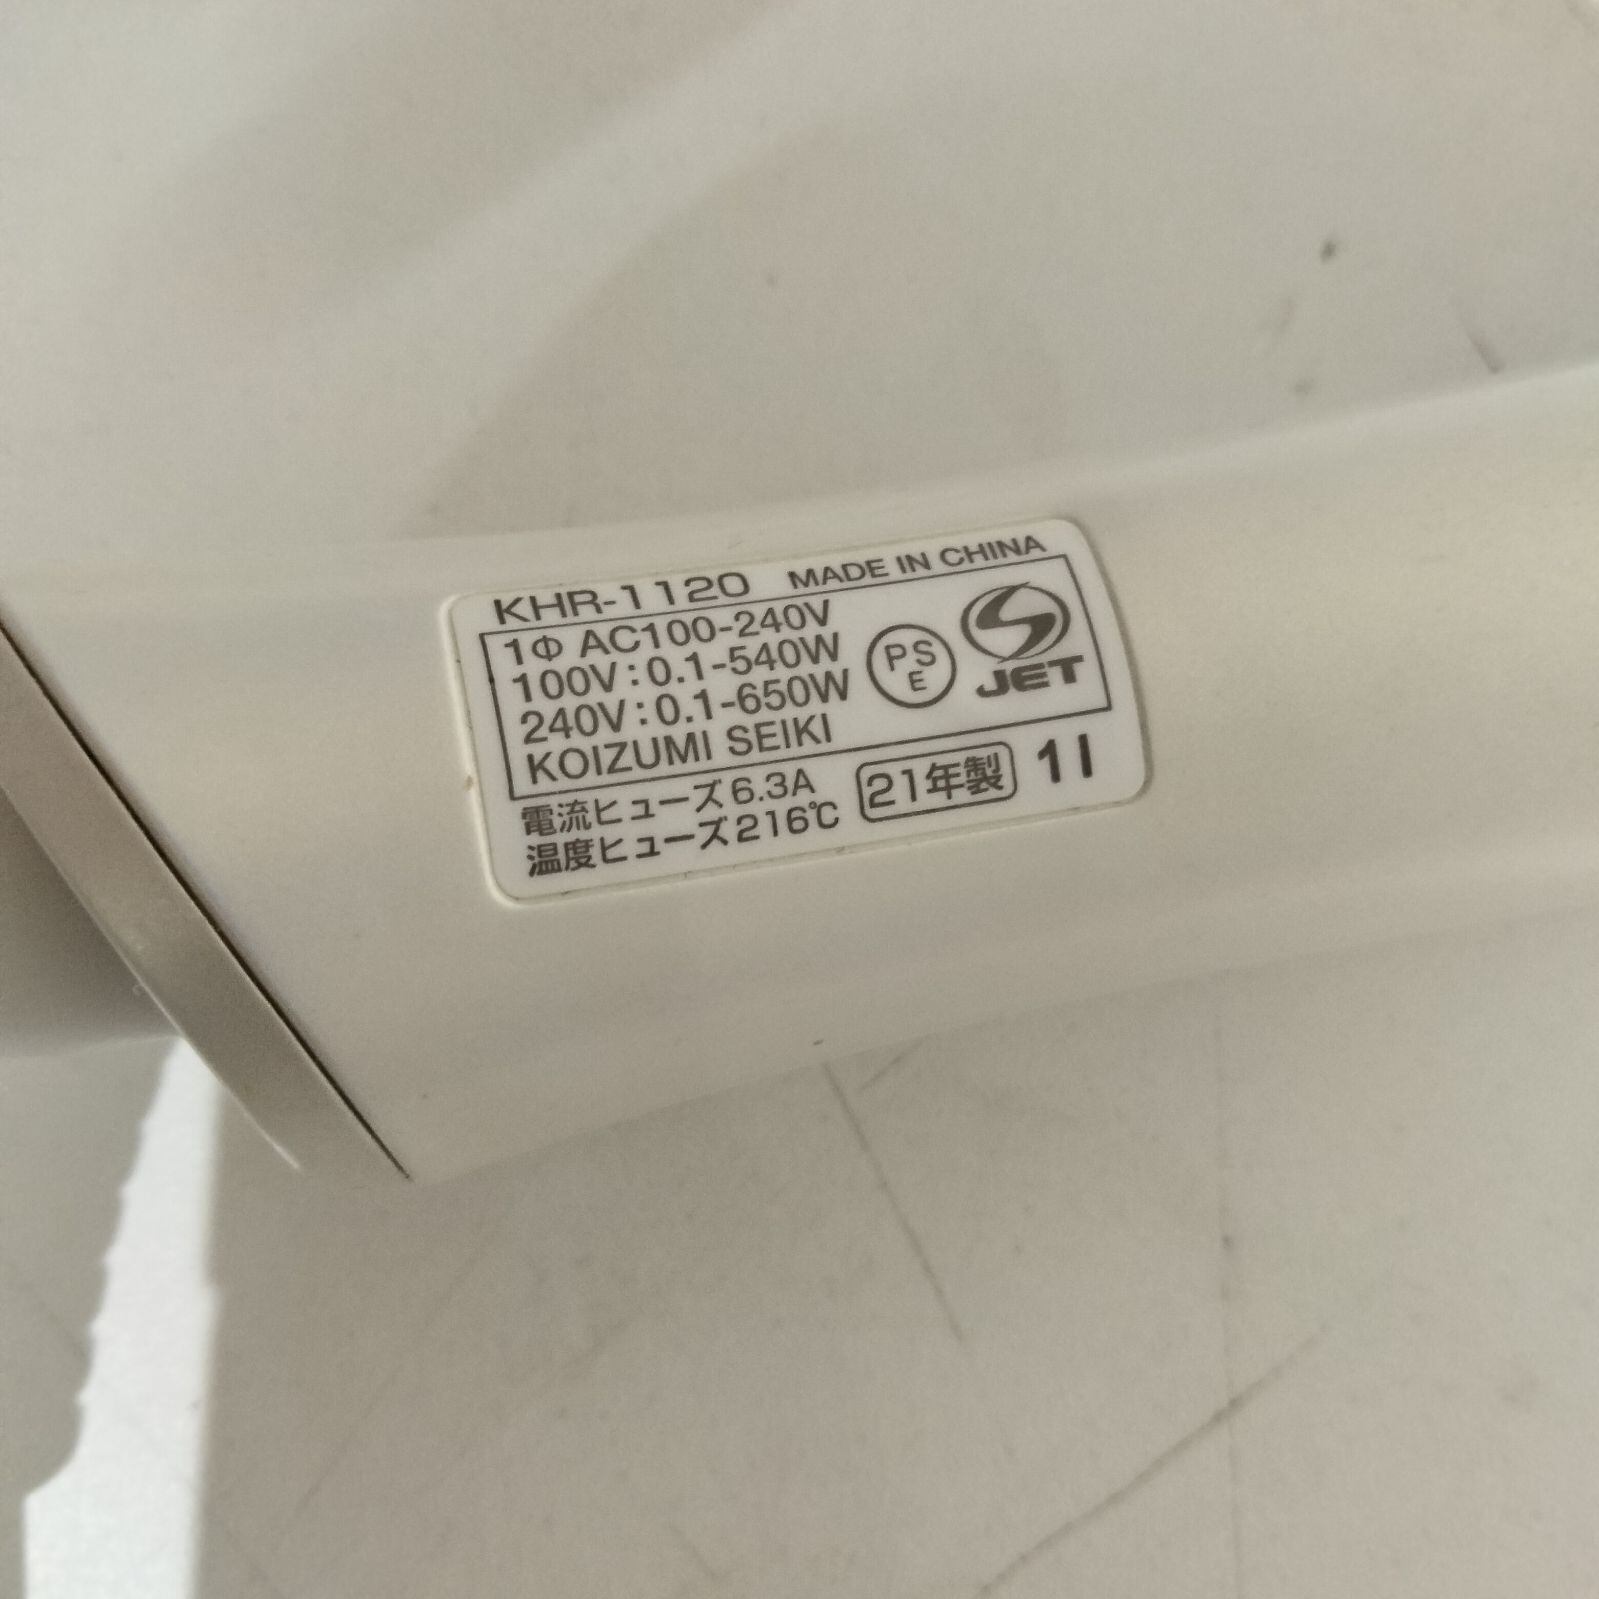 KHR-1120 MADE IN CHINA
1Φ AC100-240V
100V:0.1-540W
240V:0.1-650W
KOIZUMI SEIKI
PS
E
JET
電流ヒューズ6.3A
温度ヒューズ216℃
21年製 1I